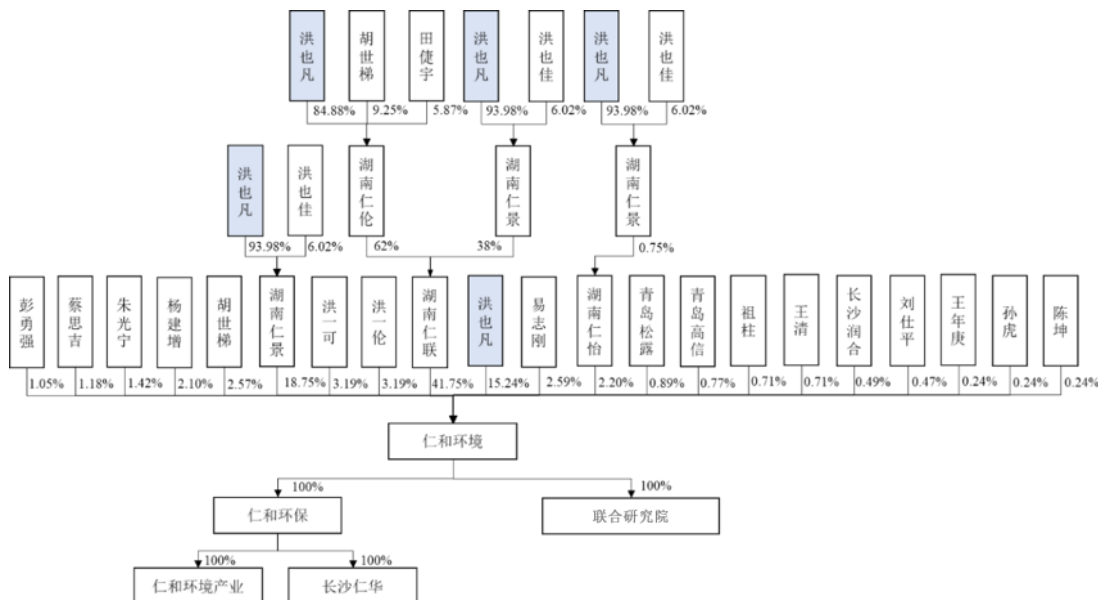 洪也凡
胡世梯
田倢宇
洪也凡
洪也佳
洪也凡
洪也佳
84.88%
9.25%
5.87%
93.98%
6.02%
93.98%
6.02%
洪也凡
洪也佳
湖南仁伦
湖南仁景
湖南仁景
93.98%
6.02%
62%
38%
0.75%
彭勇强
蔡思吉
朱光宁
杨建增
胡世梯
湖南仁景
洪一可
洪一伦
湖南仁联
洪也凡
易志刚
湖南仁怡
青岛松露
青岛高信
祖柱
王清
长沙润合
刘仕平
王年庚
孙虎
陈坤
1.05%
1.18%
1.42%
2.10%
2.57%
18.75%
3.19%
3.19%
41.75%
15.24%
2.59%
2.20%
0.89%
0.77%
0.71%
0.71%
0.49%
0.47%
0.24%
0.24%
0.24%
仁和环境
100%
100%
仁和环保
联合研究院
100%
100%
仁和环境产业
长沙仁华